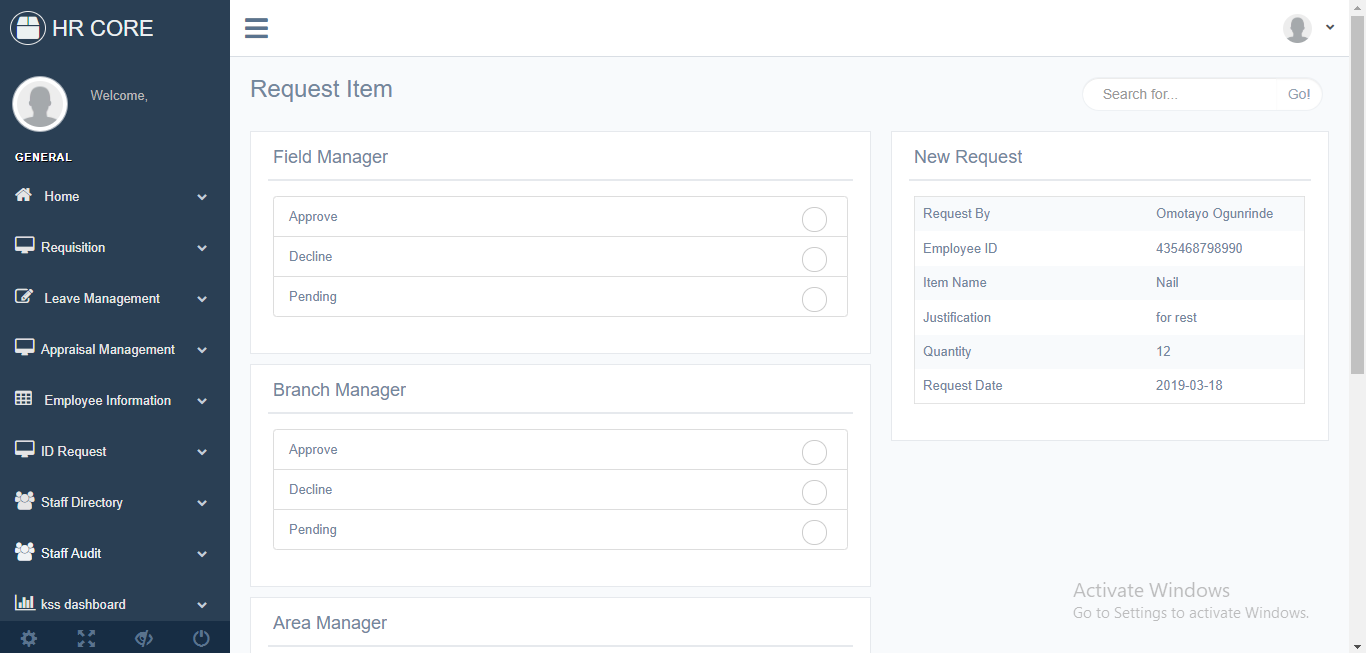 HR CORE
Welcome,
GENERAL
Home
Requisition
Leave Management
Appraisal Management
Employee Information
ID Request
Staff Directory
Staff Audit
kss dashboard
Request Item
Search for... Go!
Field Manager
Approve
Decline
Pending
Branch Manager
Approve
Decline
Pending
Area Manager
New Request
Request By Omotayo Ogunrinde
Employee ID 435468798990
Item Name Nail
Justification for rest
Quantity 12
Request Date 2019-03-18
Activate Windows
Go to Settings to activate Windows.